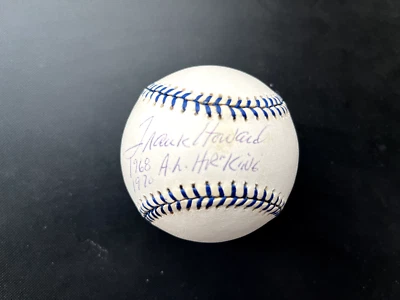 Frank Howard
1968 A.L. HR "KING
1970